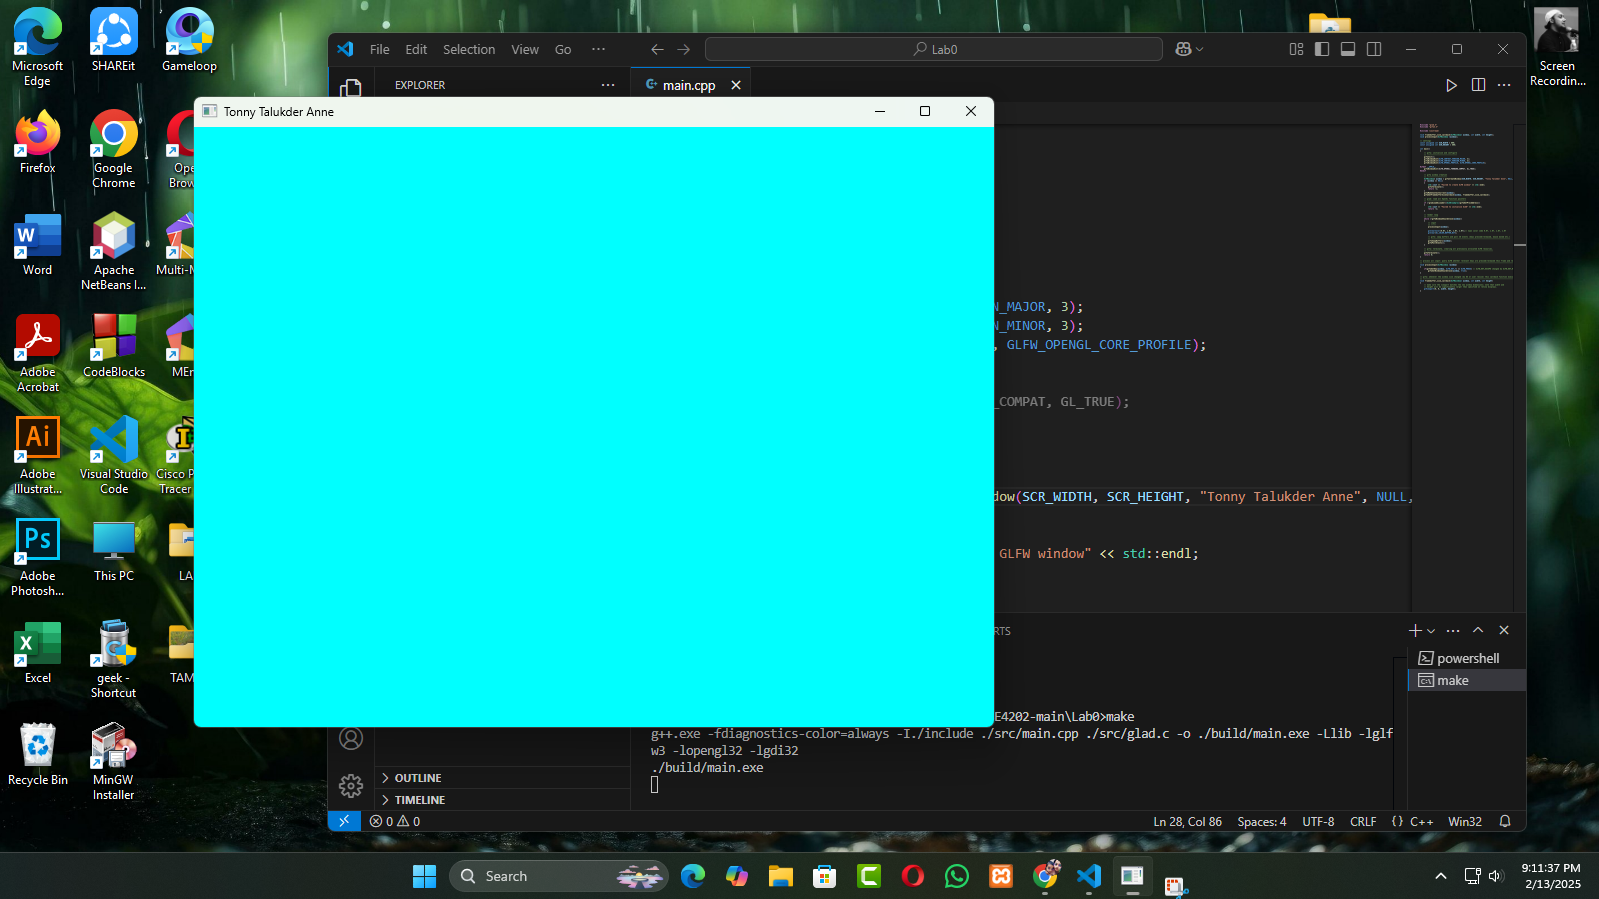 Microsoft
Edge
SHAREit
Gameloop
Firefox
Google
Chrome
Ope
Brow
Word
Apache
NetBeans I...
Multi-M
Adobe
Acrobat
CodeBlocks
MEm
Adobe
Illustrat...
Visual Studio
Code
Cisco P
Tracer
Adobe
Photosh...
This PC
LA
Excel
geek -
Shortcut
TAM
Recycle Bin
MinGW
Installer
Screen
Recordin...
File Edit Selection View Go ···
Lab0
EXPLORER
main.cpp
Tonny Talukder Anne
N_MAJOR, 3);
N_MINOR, 3);
, GLFW_OPENGL_CORE_PROFILE);
_COMPAT, GL_TRUE);
dow(SCR_WIDTH, SCR_HEIGHT, "Tonny Talukder Anne", NULL,
GLFW window" << std::endl;
RTS
powershell
make
E4202-main\Lab0>make
g++.exe -fdiagnostics-color=always -I./include ./src/main.cpp ./src/glad.c -o ./build/main.exe -Llib -lglf
w3 -lopengl32 -lgdi32
./build/main.exe
OUTLINE
TIMELINE
0 0
Ln 28, Col 86 Spaces: 4 UTF-8 CRLF {} C++ Win32
Search
9:11:37 PM
2/13/2025